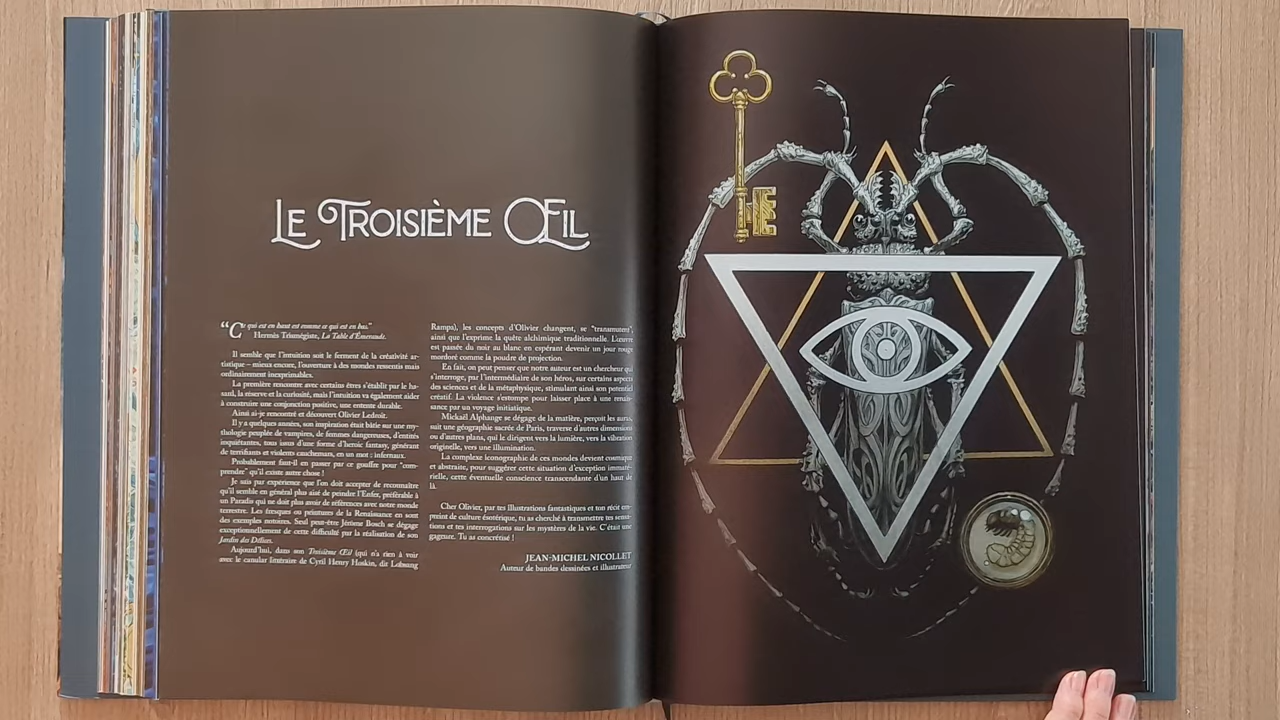 LE TROISIÈME ŒIL
“Ce qui est en haut est comme ce qui est en bas.”
Hermès Trismégiste, La Table d'Émeraude.
Il semble que l'intuition soit le ferment de la créativité ar-
tistique – mieux encore, l'ouverture à des mondes ressentis mais
ordinairement inexprimables.
La première rencontre avec certains êtres s'établit par le ha-
sard, la réserve et la curiosité, mais l'intuition va également aider
à construire une conjonction positive, une entente durable.
Ainsi ai-je rencontré et découvert Olivier Ledroit.
Il y a quelques années, son inspiration était bâtie sur une my-
thologie peuplée de vampires, de femmes dangereuses, d'entités
inquiétantes, tous issus d'une forme d'heroic fantasy, générant
de terrifiants et violents cauchemars, en un mot : infernaux.
Probablement faut-il en passer par ce gouffre pour “com-
prendre” qu'il existe autre chose !
Je sais par expérience que l'on doit accepter de reconnaître
qu'il semble en général plus aisé de peindre l'Enfer, préférable à
un Paradis qui ne doit plus avoir de références avec notre monde
terrestre. Les fresques ou peintures de la Renaissance en sont
des exemples notoires. Seul peut-être Jérôme Bosch se dégage
exceptionnellement de cette difficulté par la réalisation de son
Jardin des Délices.
Aujourd'hui, dans son Troisième Œil (qui n'a rien à voir
avec le canular littéraire de Cyril Henry Hoskin, dit Lobsang
Rampa), les concepts d'Olivier changent, se “transmutent”,
ainsi que l'exprime la quête alchimique traditionnelle. L'œuvre
est passée du noir au blanc en espérant devenir un jour rouge
mordoré comme la poudre de projection.
En fait, on peut penser que notre auteur est un chercheur qui
s'interroge, par l'intermédiaire de son héros, sur certains aspects
des sciences et de la métaphysique, stimulant ainsi son potentiel
créatif. La violence s'estompe pour laisser place à une renais-
sance par un voyage initiatique.
Mickaël Alphange se dégage de la matière, perçoit les auras,
suit une géographie sacrée de Paris, traverse d'autres dimensions
ou d'autres plans, qui le dirigent vers la lumière, vers la vibration
originelle, vers une illumination.
La complexe iconographie de ces mondes devient cosmique
et abstraite, pour suggérer cette situation d'exception immaté-
rielle, cette éventuelle conscience transcendante d'un haut de
là.
Cher Olivier, par tes illustrations fantastiques et ton récit em-
preint de culture ésotérique, tu as cherché à transmettre tes sensa-
tions et tes interrogations sur les mystères de la vie. C'était une
gageure. Tu as concrétisé !
JEAN-MICHEL NICOLLET
Auteur de bandes dessinées et illustrateur